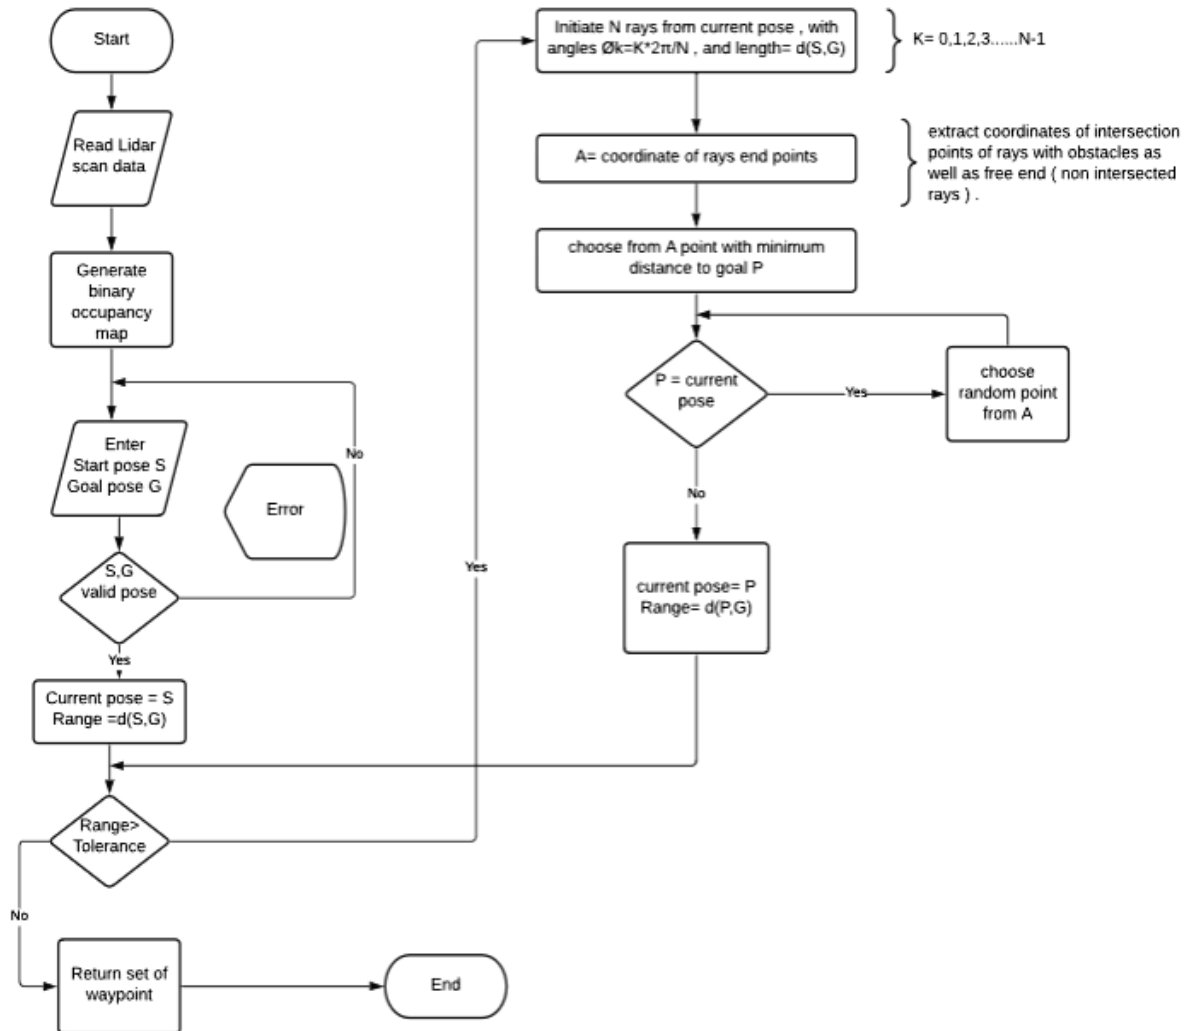 Start
Read Lidar
scan data
Generate
binary
occupancy
map
Enter
Start pose S
Goal pose G
No
Error
S,G
valid pose
Yes
Current pose = S
Range =d(S,G)
Range>
Tolerance
Yes
No
Return set of
waypoint
End
Initiate N rays from current pose , with
angles Øk=K*2π/N , and length= d(S,G)
K= 0,1,2,3......N-1
A= coordinate of rays end points
extract coordinates of intersection
points of rays with obstacles as
well as free end ( non intersected
rays ) .
choose from A point with minimum
distance to goal P
P = current
pose
Yes
choose
random point
from A
No
current pose= P
Range= d(P,G)